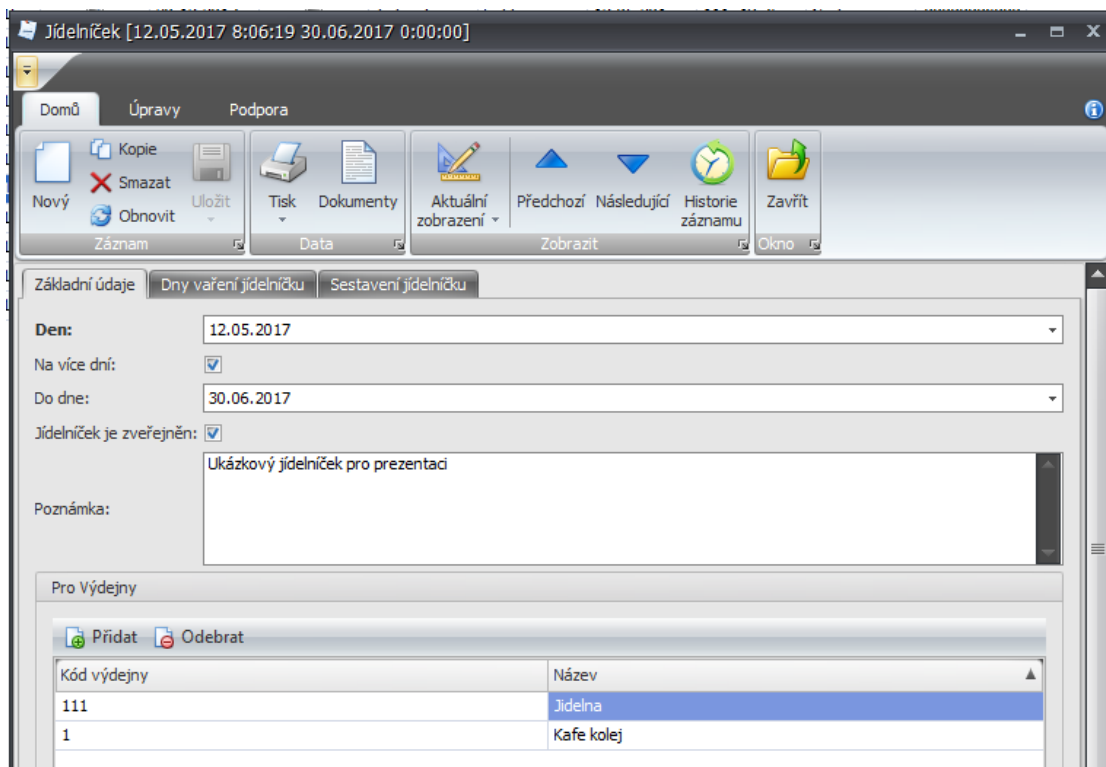 Jídelníček [12.05.2017 8:06:19 30.06.2017 0:00:00]
Domů Úpravy Podpora
Nový Kopie Smazat Obnovit Uložit Tisk Dokumenty Aktuální zobrazení Předchozí Následující Historie záznamu Zavřít
Záznam Data Zobrazit Okno
Základní údaje Dny vaření jídelníčku Sestavení jídelníčku
Den: 12.05.2017
Na více dní:
Do dne: 30.06.2017
Jídelníček je zveřejněn:
Poznámka: Ukázkový jídelníček pro prezentaci
Pro Výdejny
Přidat Odebrat
Kód výdejny Název
111 Jidelna
1 Kafe kolej